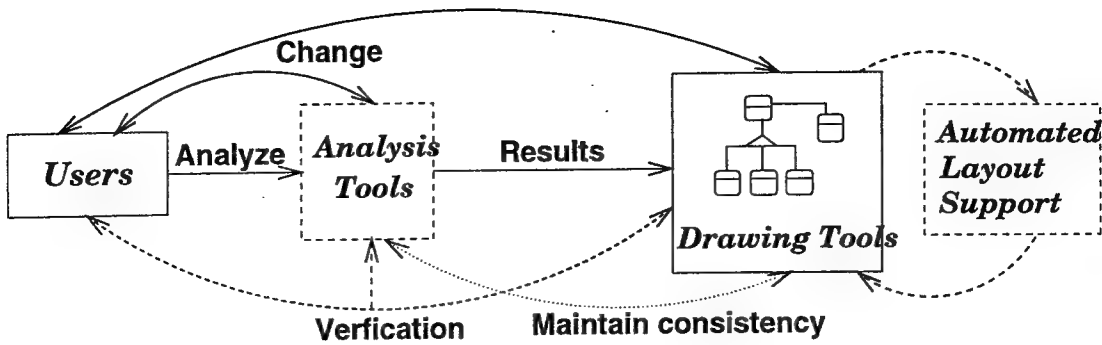 Change
Users
Analyze
Analysis
Tools
Results
Drawing Tools
Automated
Layout
Support
Verfication
Maintain consistency